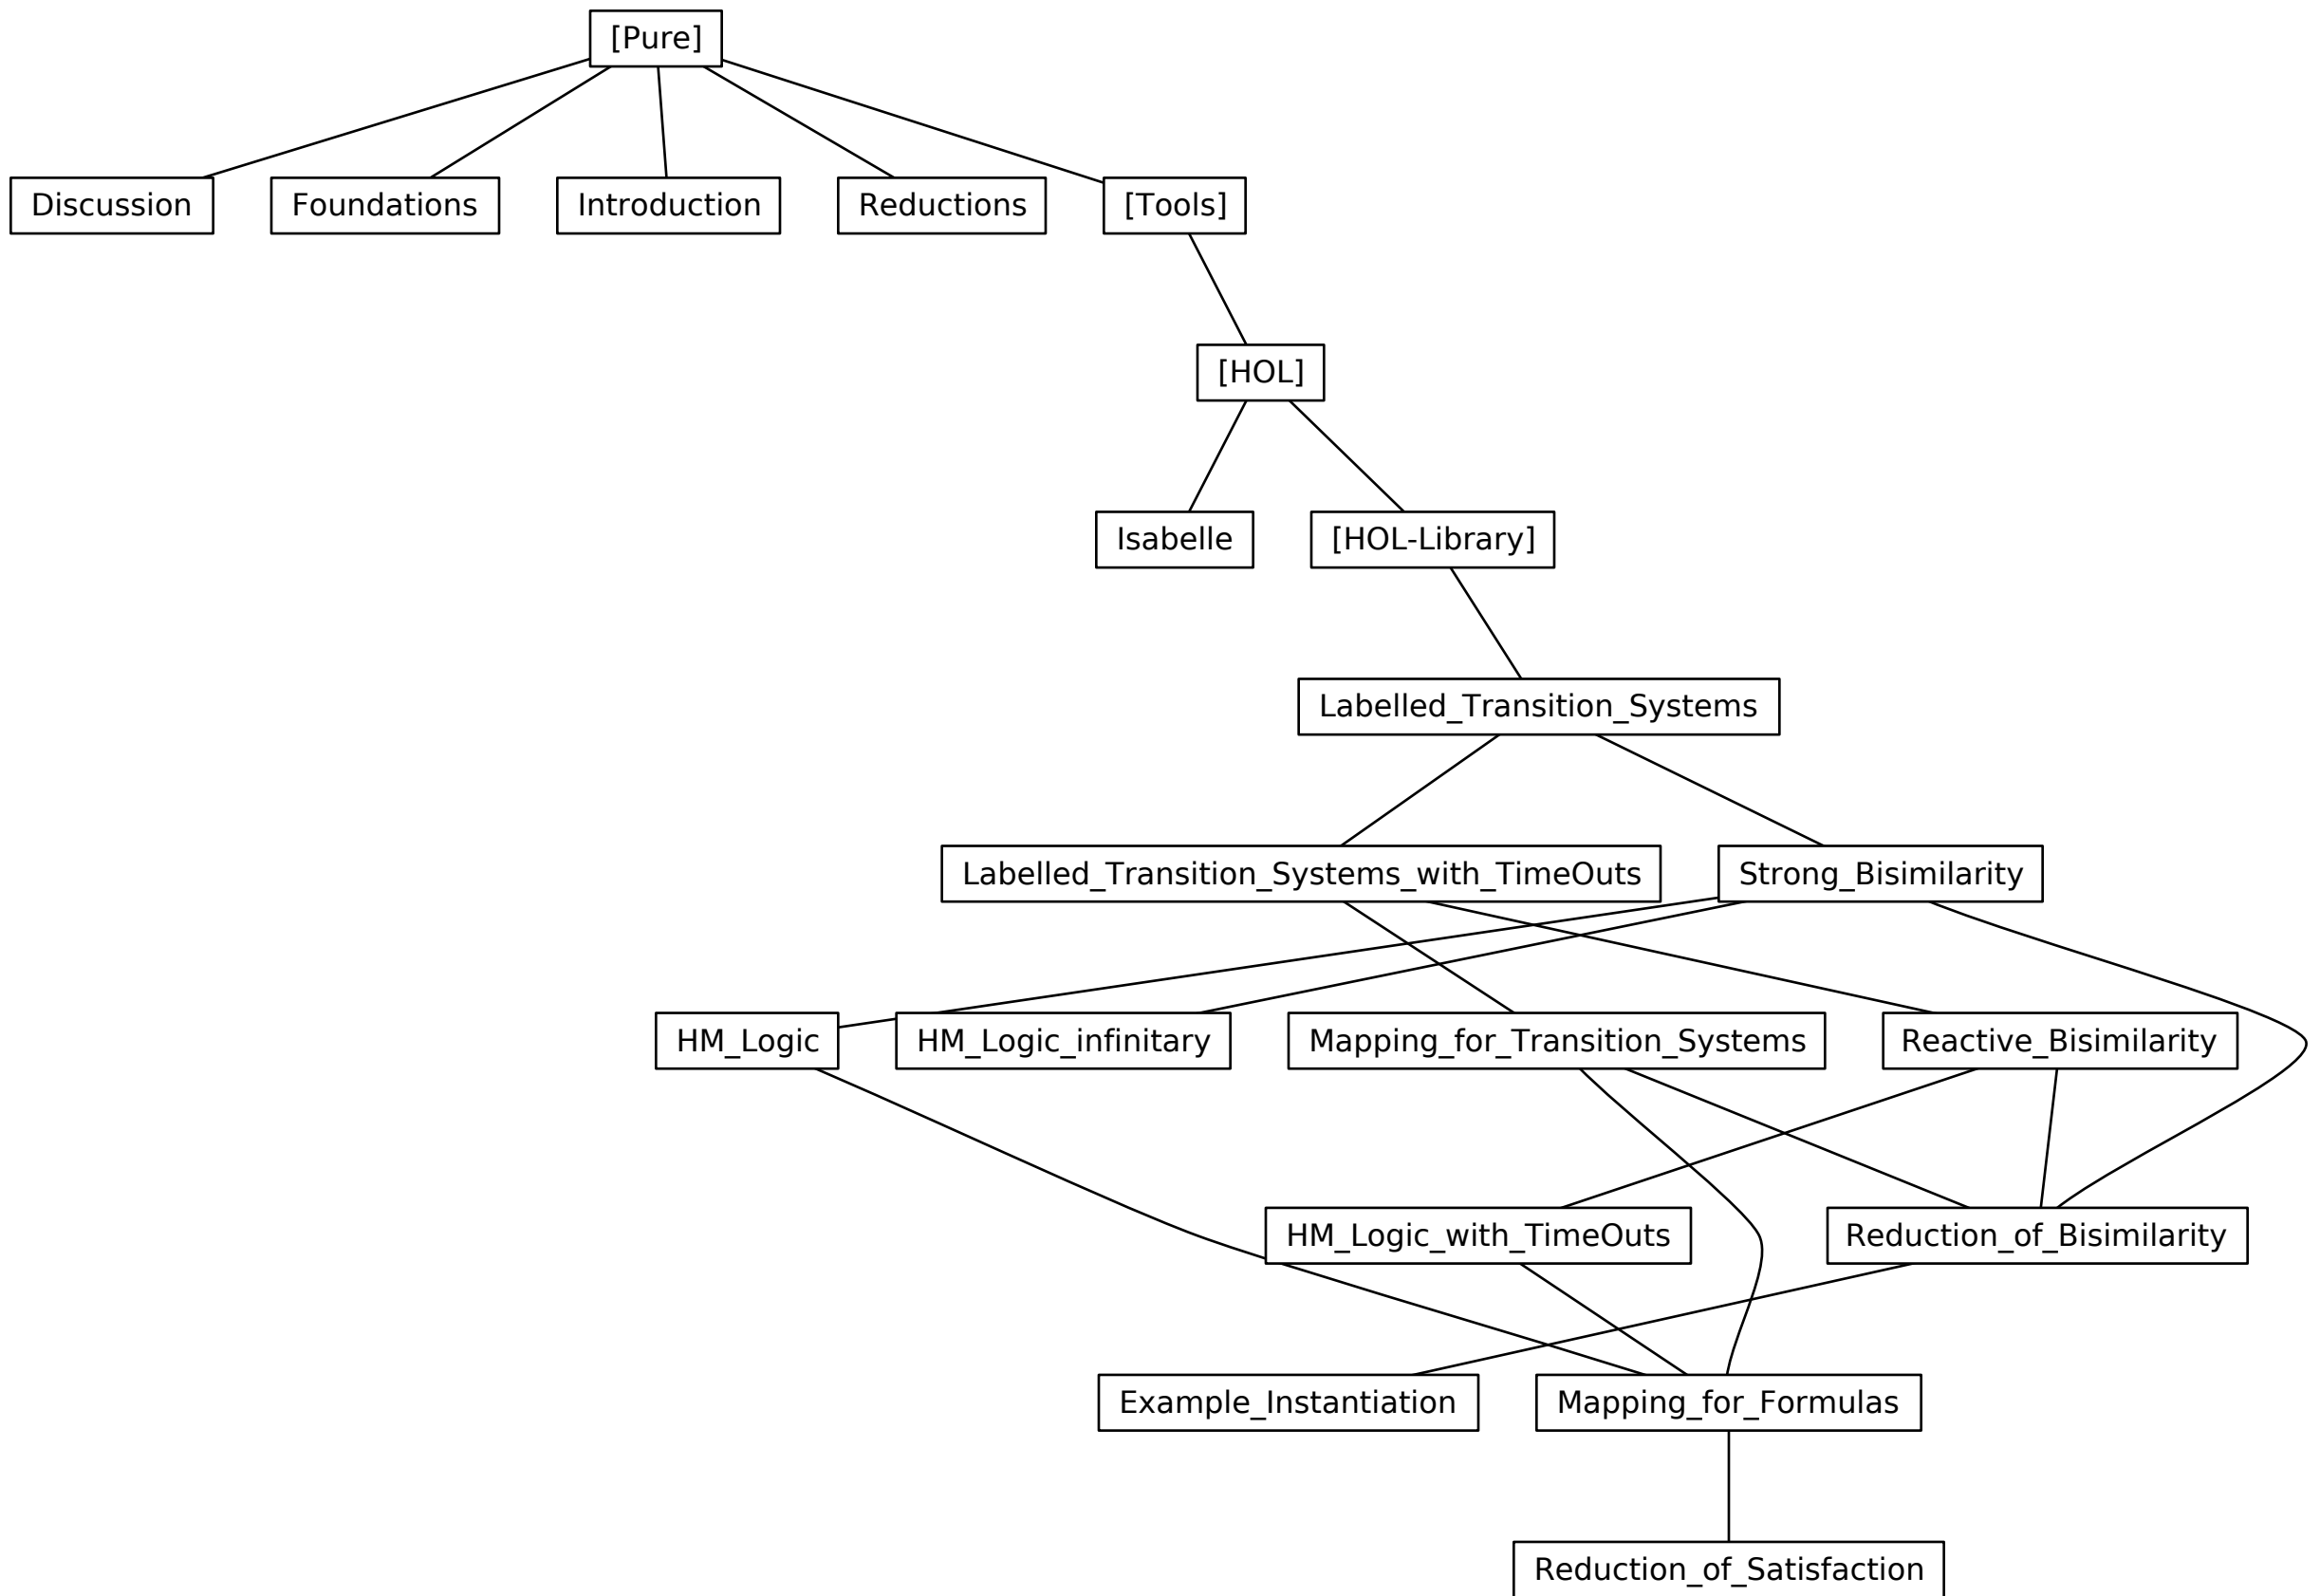 [Pure]
Discussion
Foundations
Introduction
Reductions
[Tools]
[HOL]
Isabelle
[HOL-Library]
Labelled_Transition_Systems
Labelled_Transition_Systems_with_TimeOuts
Strong_Bisimilarity
HM_Logic
HM_Logic_infinitary
Mapping_for_Transition_Systems
Reactive_Bisimilarity
HM_Logic_with_TimeOuts
Reduction_of_Bisimilarity
Example_Instantiation
Mapping_for_Formulas
Reduction_of_Satisfaction